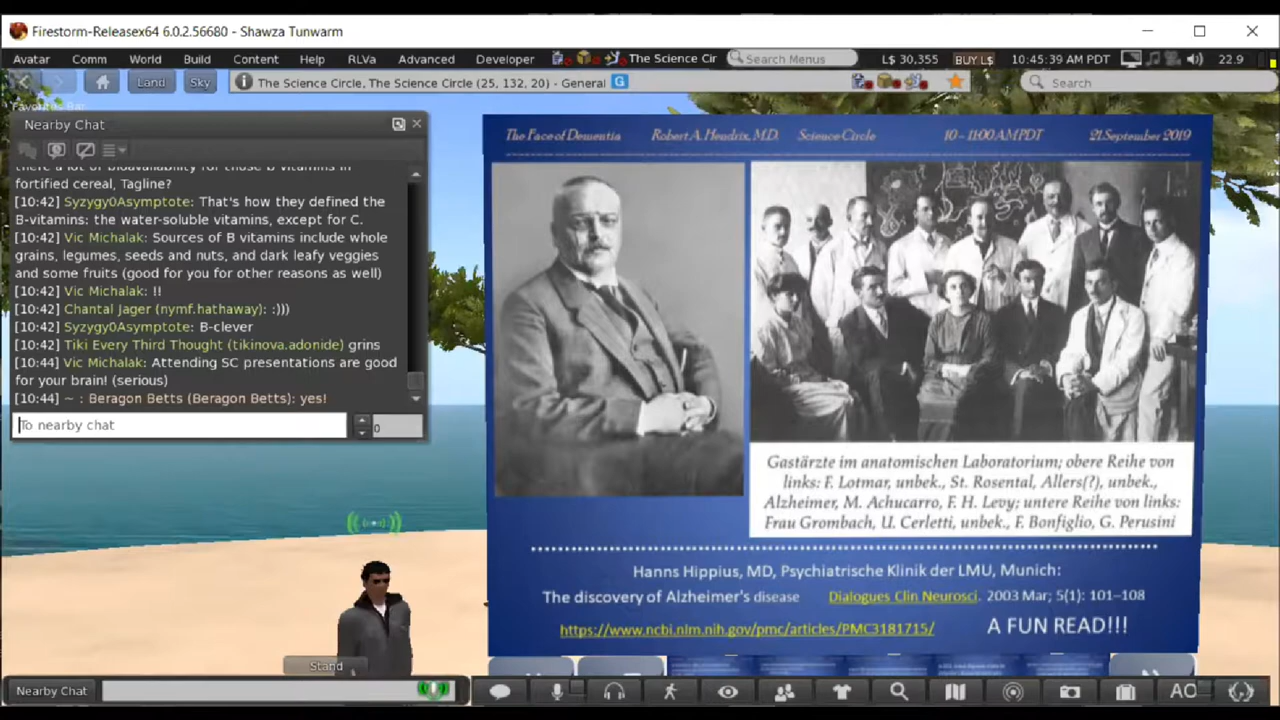 Firestorm-Releasex64 6.0.2.56680 - Shawza Tunwarm
Avatar Comm World Build Content Help RLVa Advanced Developer The Science Cir Search Menus L$ 30,355 BUY L$ 10:45:39 AM PDT 22.9
Land Sky The Science Circle, The Science Circle (25, 132, 20) - General G Search
Favorites Bar
Nearby Chat
there a lot of bioavailability for those B vitamins in
fortified cereal, Tagline?
[10:42] Syzygy0Asymptote: That's how they defined the
B-vitamins: the water-soluble vitamins, except for C.
[10:42] Vic Michalak: Sources of B vitamins include whole
grains, legumes, seeds and nuts, and dark leafy veggies
and some fruits (good for you for other reasons as well)
[10:42] Vic Michalak: !!
[10:42] Chantal Jager (nymf.hathaway): :)))
[10:42] Syzygy0Asymptote: B-clever
[10:42] Tiki Every Third Thought (tikinova.adonide) grins
[10:44] Vic Michalak: Attending SC presentations are good
for your brain! (serious)
[10:44] ~ : Beragon Betts (Beragon Betts): yes!
To nearby chat
0
The Face of Dementia Robert A. Hendrix, M.D. Science Circle 10 - 11:00 AM PDT 21 September 2019
Gastärzte im anatomischen Laboratorium; obere Reihe von
links: F. Lotmar, unbek., St. Rosental, Allers(?), unbek.,
Alzheimer, M. Achucarro, F. H. Levy; untere Reihe von links:
Frau Grombach, U. Cerletti, unbek., F. Bonfiglio, G. Perusini
Hanns Hippius, MD, Psychiatrische Klinik der LMU, Munich:
The discovery of Alzheimer's disease Dialogues Clin Neurosci. 2003 Mar; 5(1): 101–108
https://www.ncbi.nlm.nih.gov/pmc/articles/PMC3181715/ A FUN READ!!!
Stand
Nearby Chat
AO